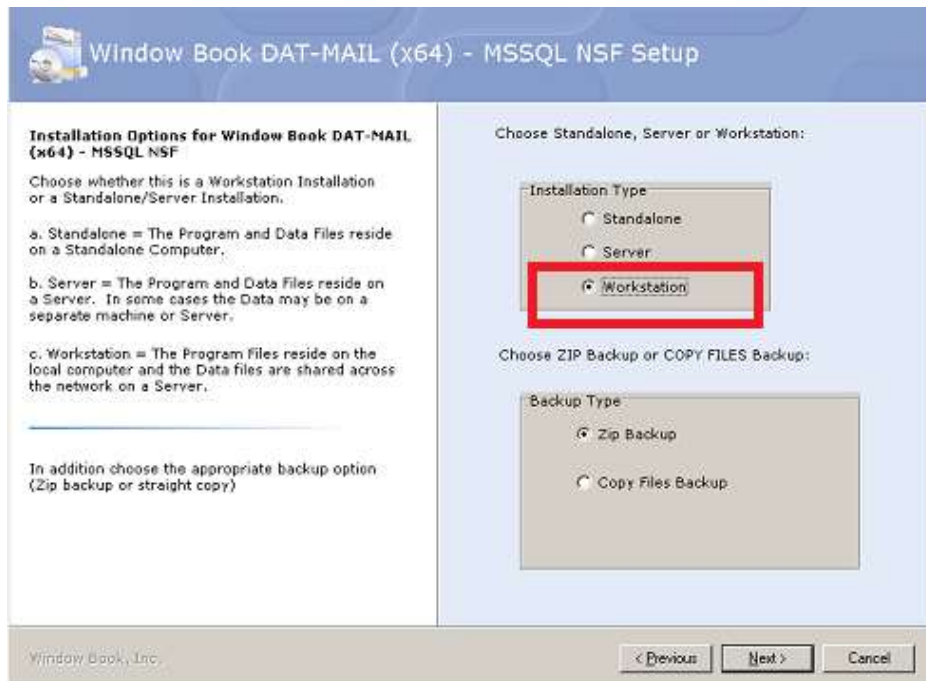 Window Book DAT-MAIL (x64) - MSSQL NSF Setup
Installation Options for Window Book DAT-MAIL
(x64) - MSSQL NSF
Choose whether this is a Workstation Installation
or a Standalone/Server Installation.
a. Standalone = The Program and Data Files reside
on a Standalone Computer.
b. Server = The Program and Data Files reside on
a Server. In some cases the Data may be on a
separate machine or Server.
c. Workstation = The Program Files reside on the
local computer and the Data files are shared across
the network on a Server.
In addition choose the appropriate backup option
(Zip backup or straight copy)
Choose Standalone, Server or Workstation:
Installation Type
Standalone
Server
Workstation
Choose ZIP Backup or COPY FILES Backup:
Backup Type
Zip Backup
Copy Files Backup
Window Book, Inc.
< Previous
Next >
Cancel